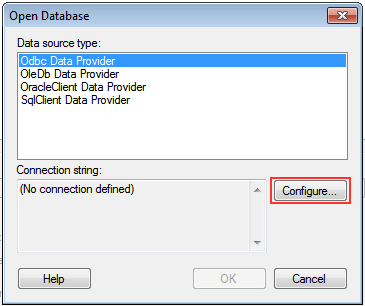 Open Database
Data source type:
Odbc Data Provider
OleDb Data Provider
OracleClient Data Provider
SqlClient Data Provider
Connection string:
(No connection defined)
Configure...
Help
OK
Cancel